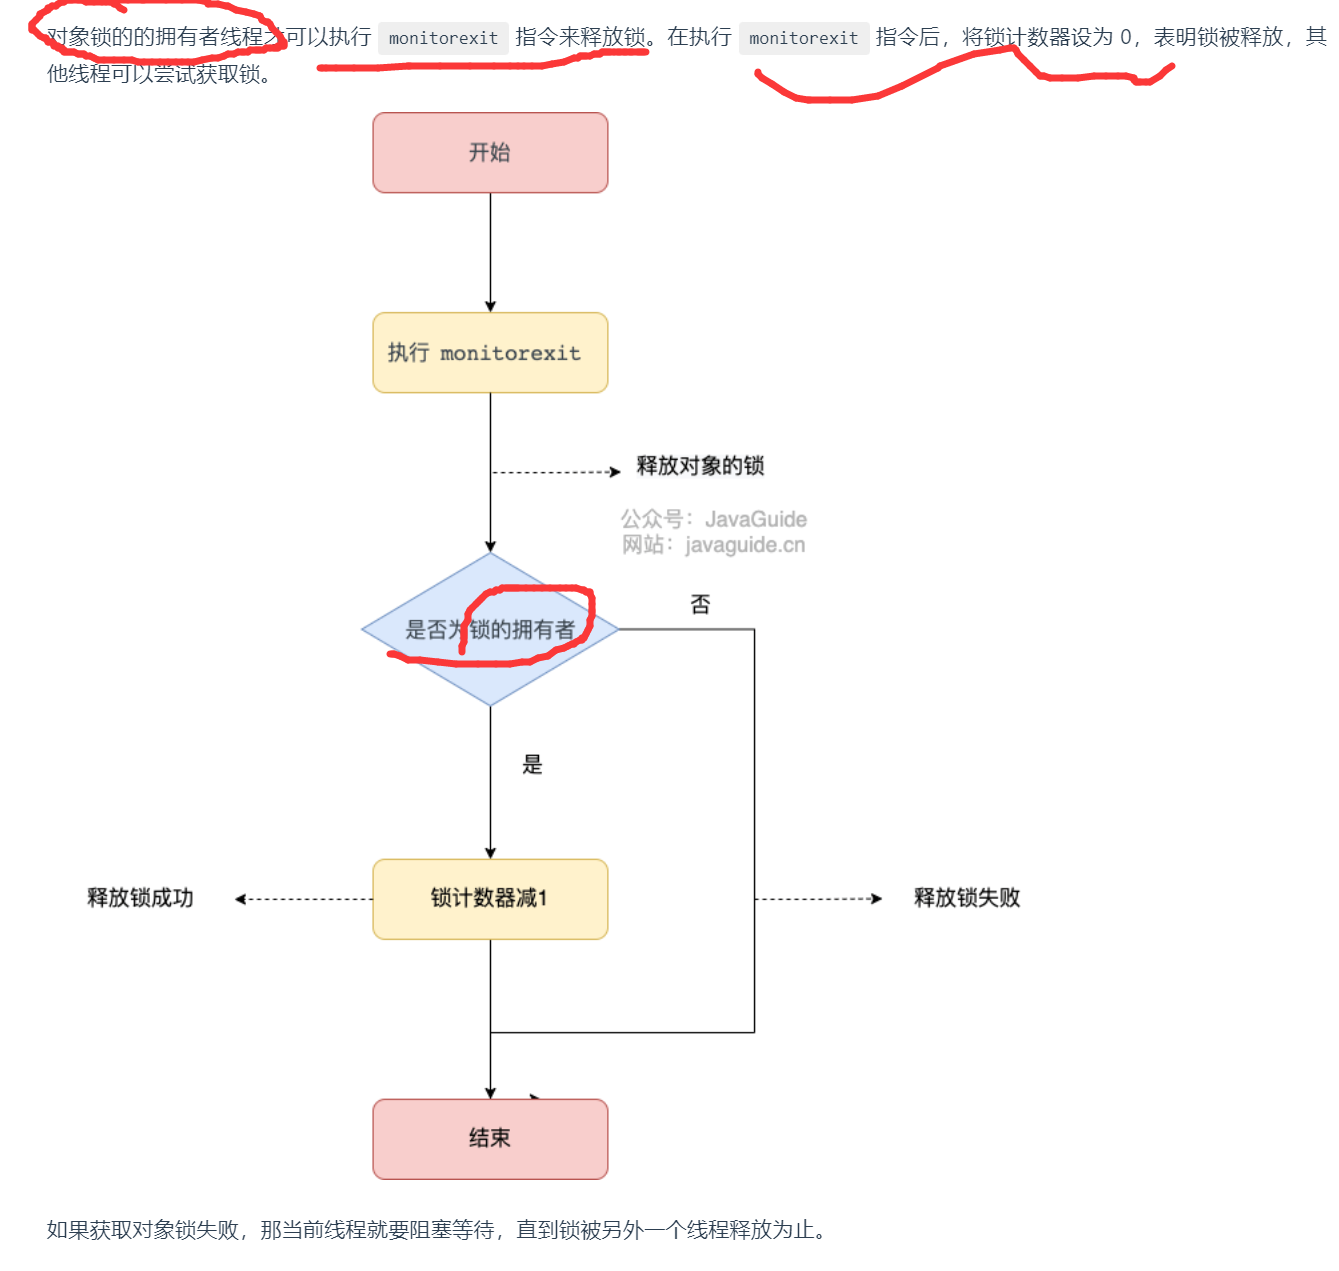 对象锁的的拥有者线程才可以执行 monitorexit 指令来释放锁。在执行 monitorexit 指令后，将锁计数器设为 0，表明锁被释放，其
他线程可以尝试获取锁。
开始
执行 monitorexit
释放对象的锁
公众号：JavaGuide
网站：javaguide.cn
否
是否为锁的拥有者
是
释放锁成功
锁计数器减1
释放锁失败
结束
如果获取对象锁失败，那当前线程就要阻塞等待，直到锁被另外一个线程释放为止。